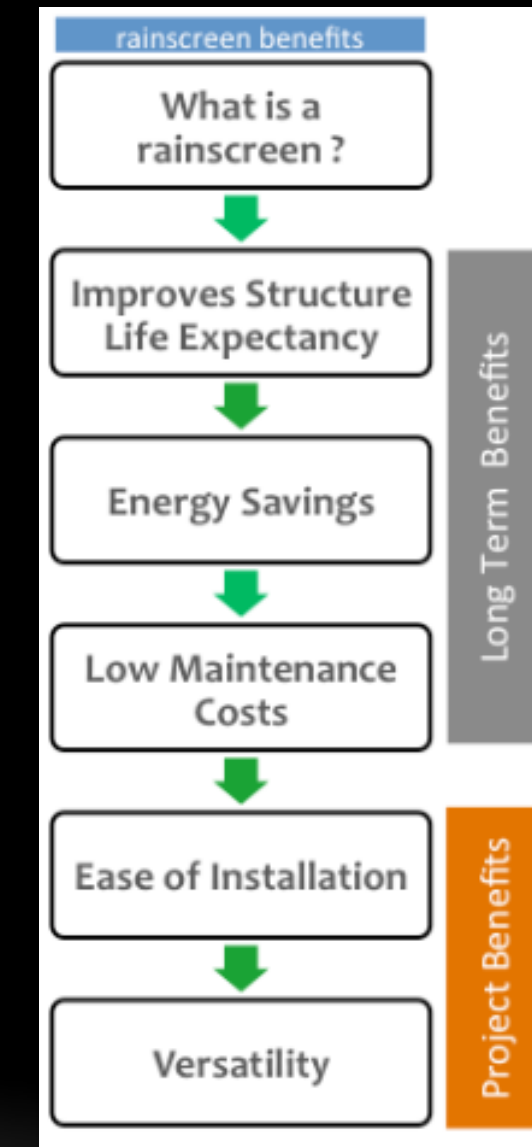 rainscreen benefits
What is a
rainscreen ?
Improves Structure
Life Expectancy
Energy Savings
Low Maintenance
Costs
Long Term Benefits
Ease of Installation
Versatility
Project Benefits